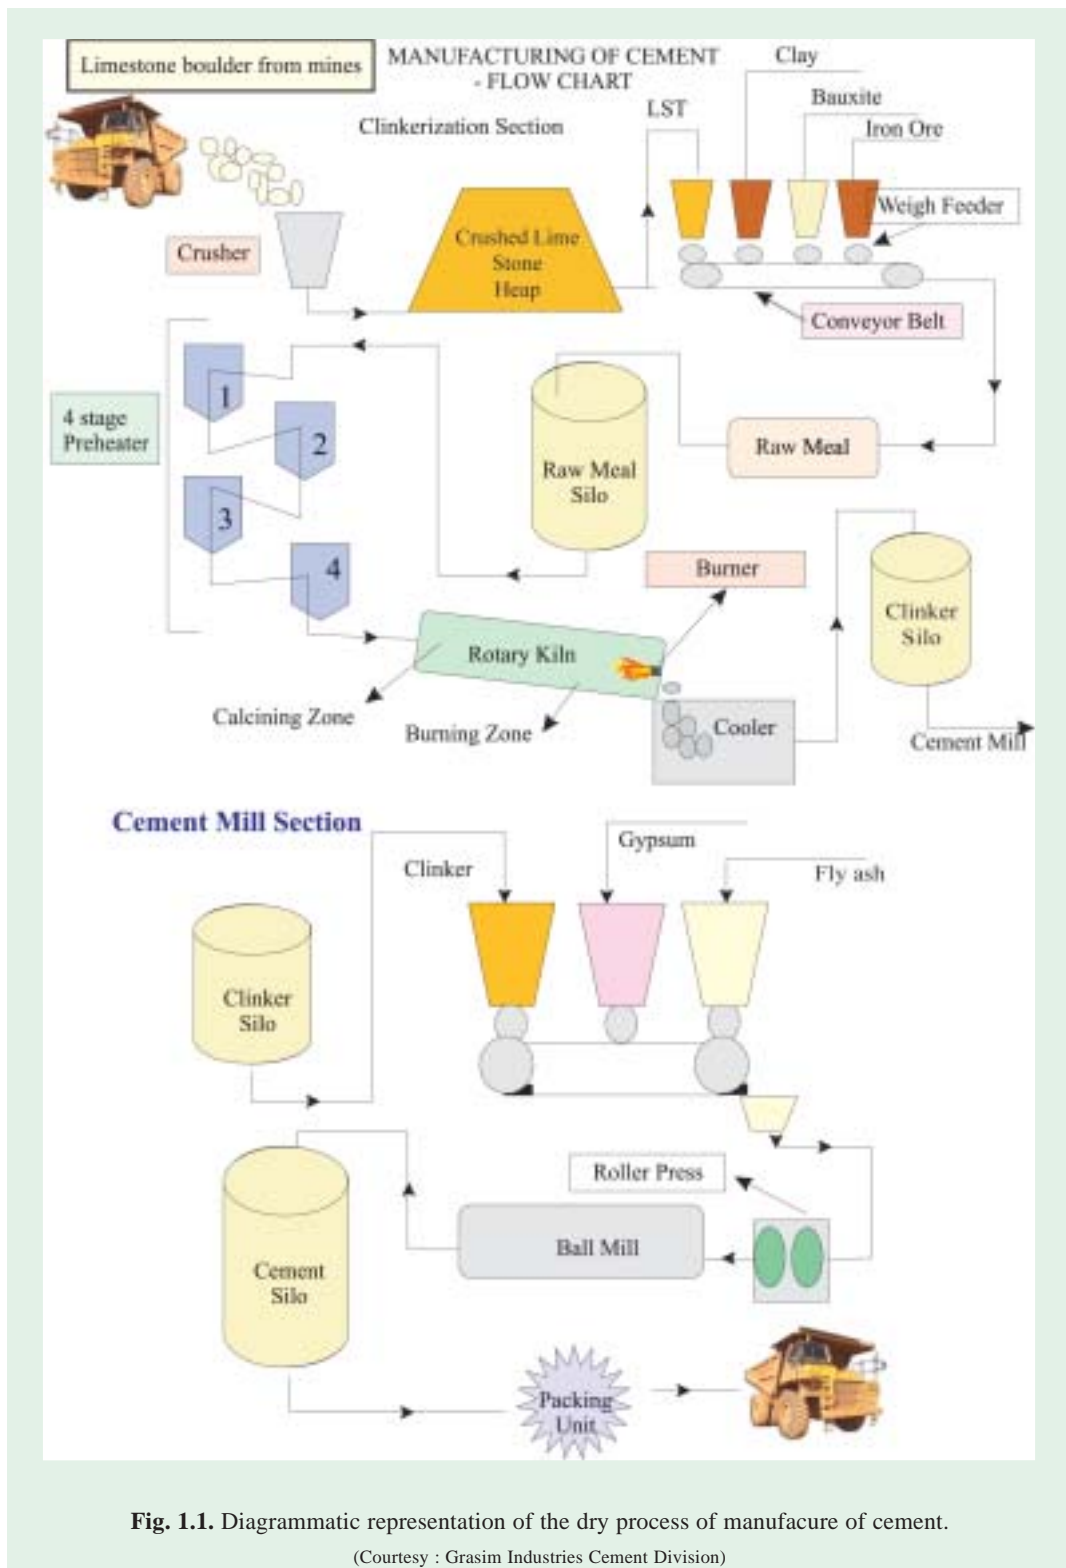 Limestone boulder from mines
MANUFACTURING OF CEMENT
- FLOW CHART
Clinkerization Section
LST
Clay
Bauxite
Iron Ore
Weigh Feeder
Crusher
Crushed Lime
Stone
Heap
Conveyor Belt
4 stage
Preheater
1
2
3
4
Raw Meal
Silo
Raw Meal
Burner
Clinker
Silo
Rotary Kiln
Calcining Zone
Burning Zone
Cooler
Cement Mill
Cement Mill Section
Clinker
Gypsum
Fly ash
Clinker
Silo
Roller Press
Ball Mill
Cement
Silo
Packing
Unit
Fig. 1.1. Diagrammatic representation of the dry process of manufacure of cement.
(Courtesy : Grasim Industries Cement Division)